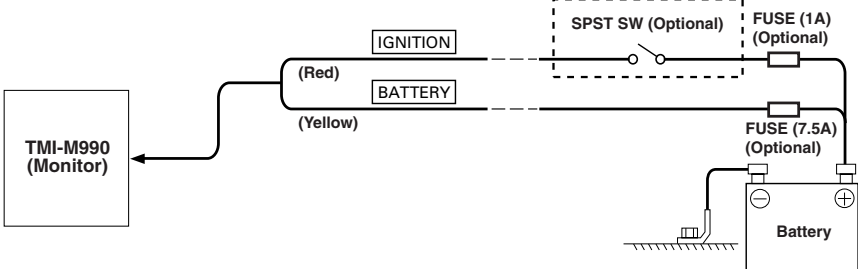 SPST SW (Optional)
FUSE (1A)
(Optional)
IGNITION
(Red)
BATTERY
(Yellow)
FUSE (7.5A)
(Optional)
TMI-M990
(Monitor)
Battery